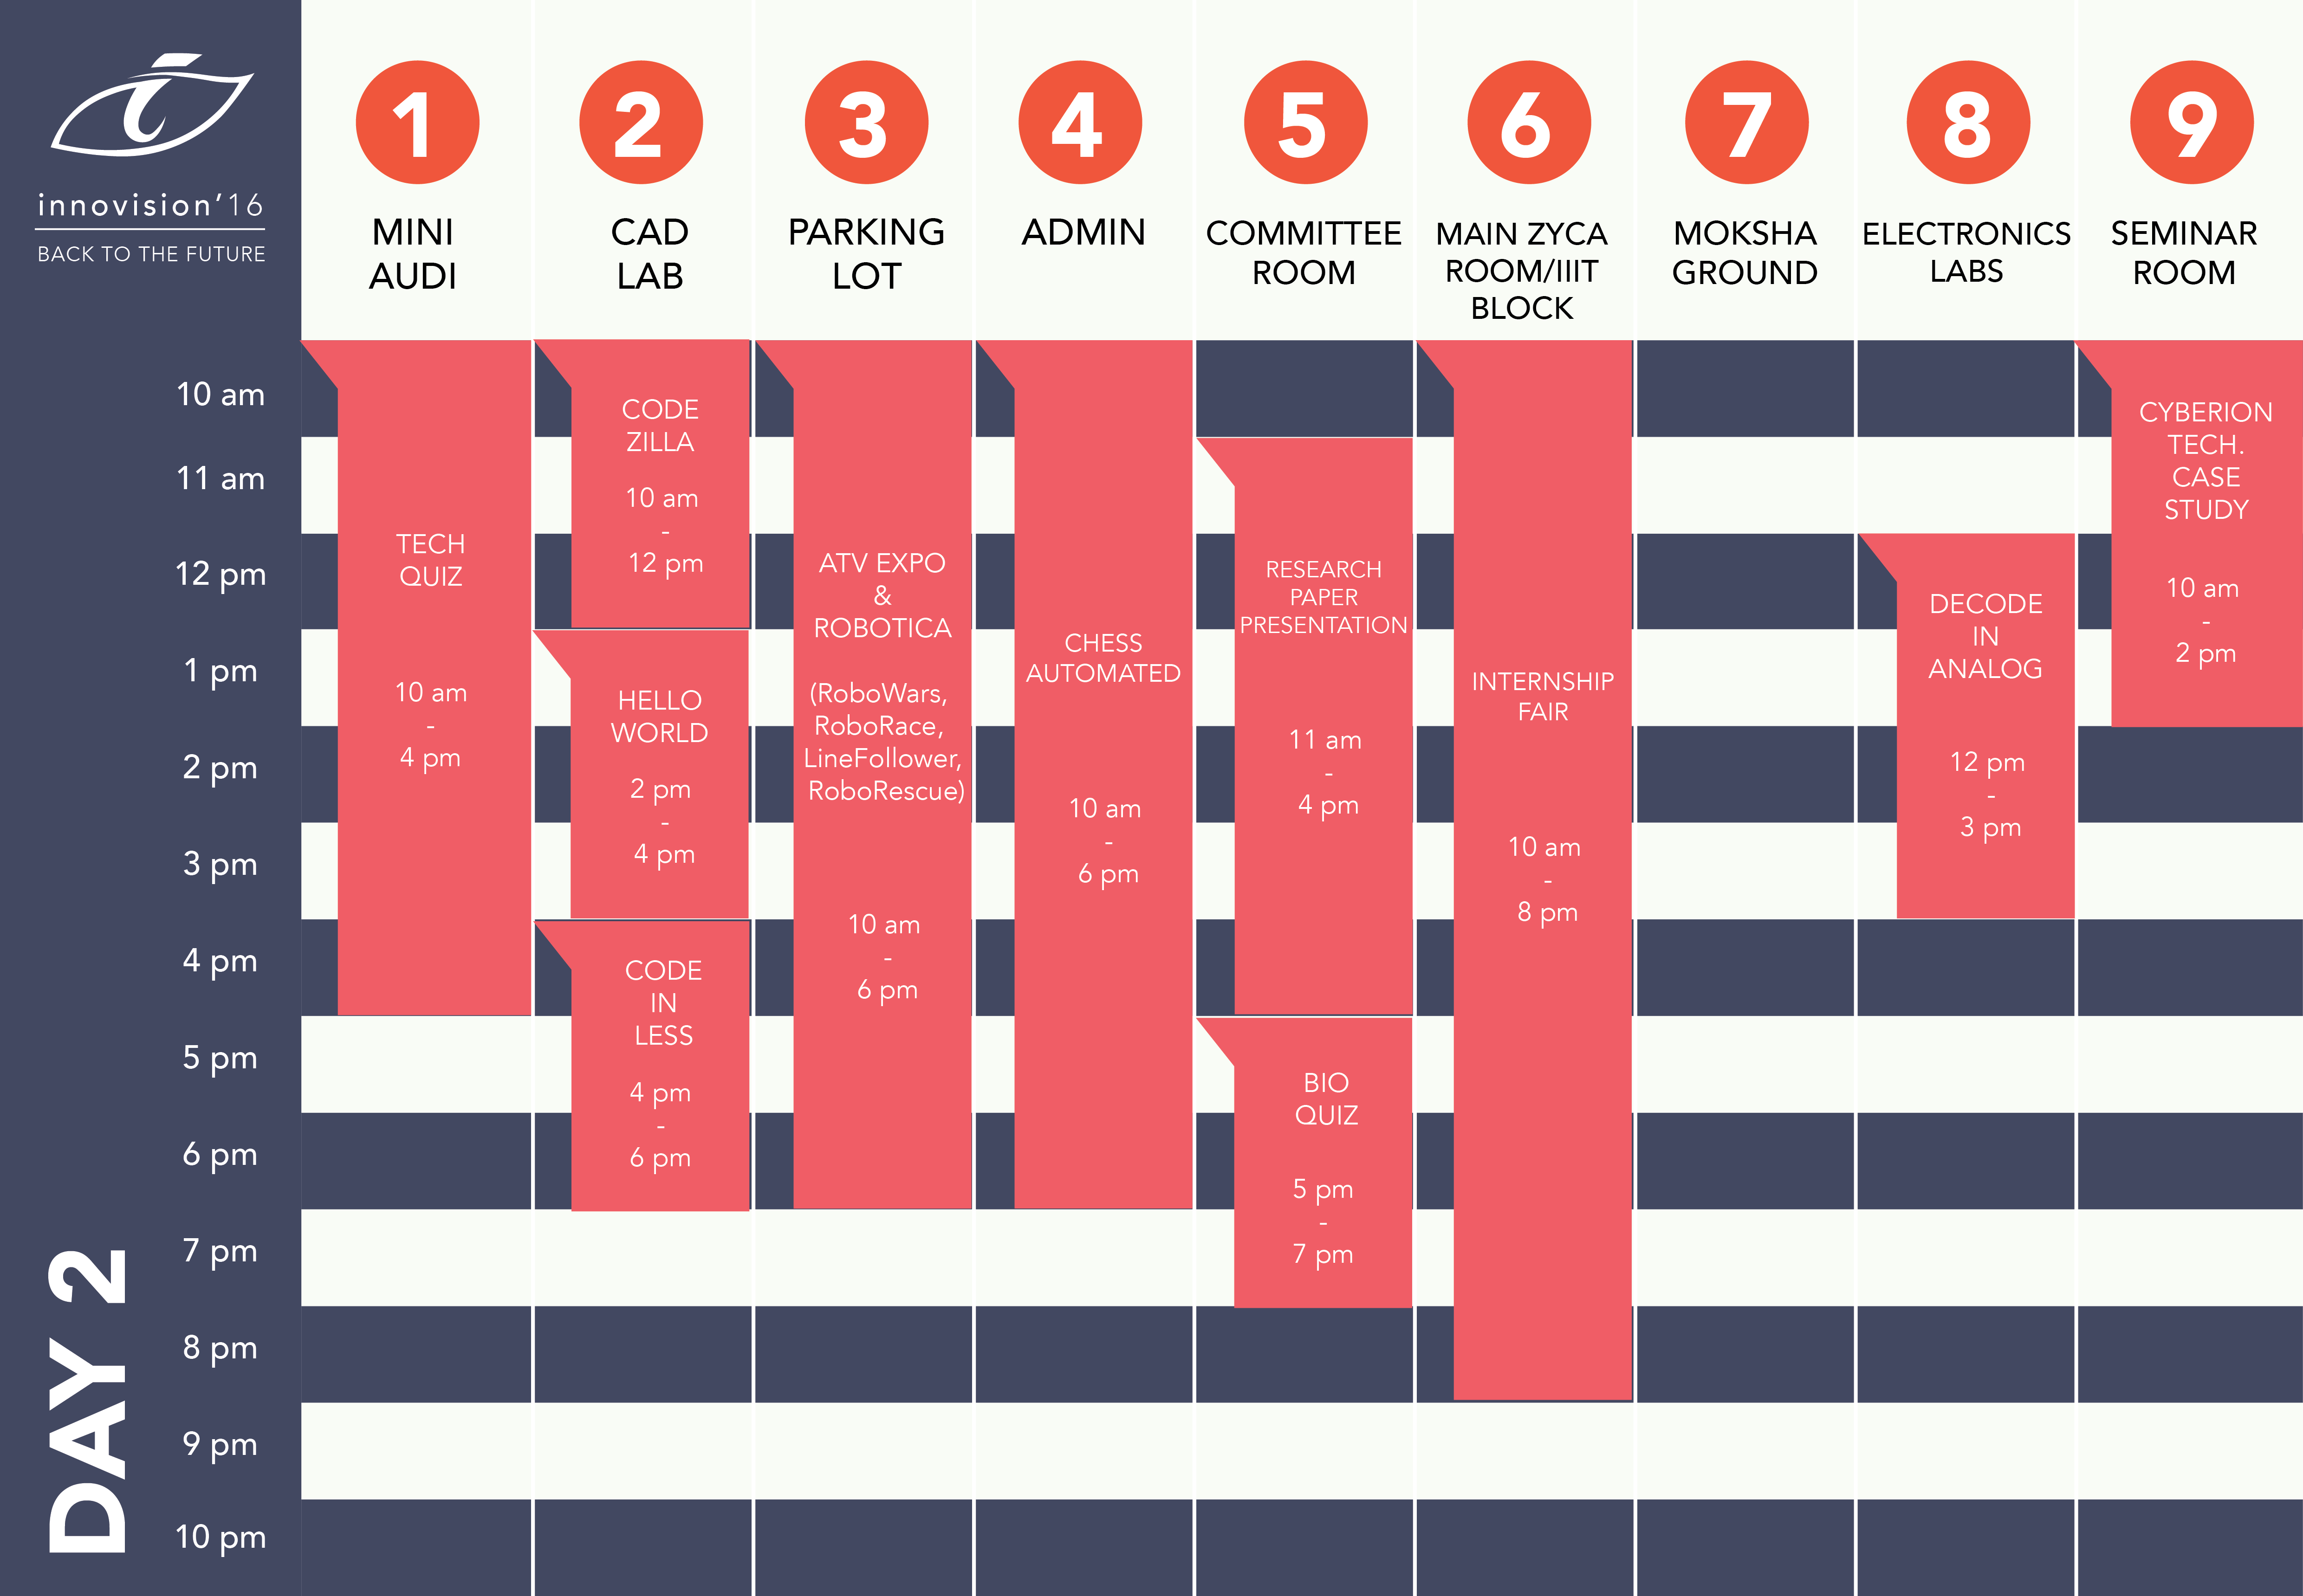 innovision'16
BACK TO THE FUTURE
1
MINI
AUDI
2
CAD
LAB
3
PARKING
LOT
4
ADMIN
5
COMMITTEE
ROOM
6
MAIN ZYCA
ROOM/IIIT
BLOCK
7
MOKSHA
GROUND
8
ELECTRONICS
LABS
9
SEMINAR
ROOM
10 am
11 am
12 pm
1 pm
2 pm
3 pm
4 pm
5 pm
6 pm
7 pm
8 pm
9 pm
10 pm
DAY 2
TECH
QUIZ
10 am
-
4 pm
CODE
ZILLA
10 am
-
12 pm
HELLO
WORLD
2 pm
-
4 pm
CODE
IN
LESS
4 pm
-
6 pm
ATV EXPO
&
ROBOTICA
(RoboWars,
RoboRace,
LineFollower,
RoboRescue)
10 am
-
6 pm
CHESS
AUTOMATED
10 am
-
6 pm
RESEARCH
PAPER
PRESENTATION
11 am
-
4 pm
BIO
QUIZ
5 pm
-
7 pm
INTERNSHIP
FAIR
10 am
-
8 pm
DECODE
IN
ANALOG
12 pm
-
3 pm
CYBERION
TECH.
CASE
STUDY
10 am
-
2 pm